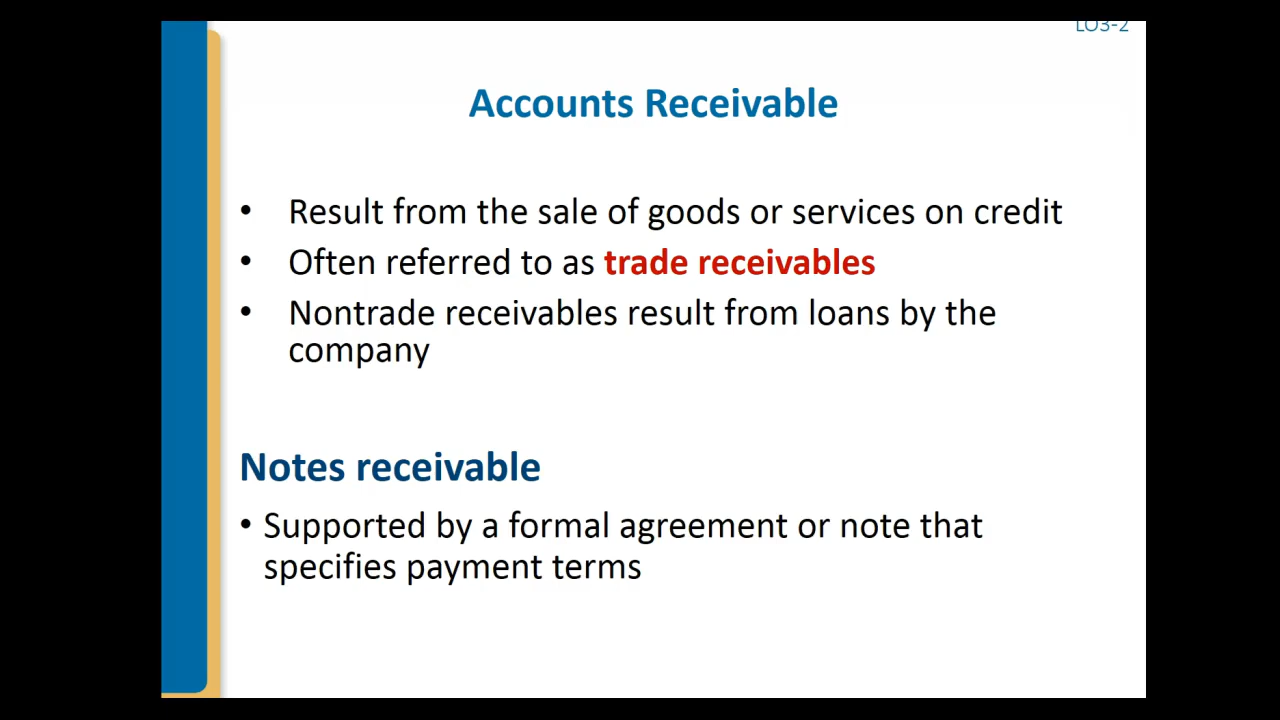 LO3-2
Accounts Receivable
• Result from the sale of goods or services on credit
• Often referred to as trade receivables
• Nontrade receivables result from loans by the
company
Notes receivable
• Supported by a formal agreement or note that
specifies payment terms